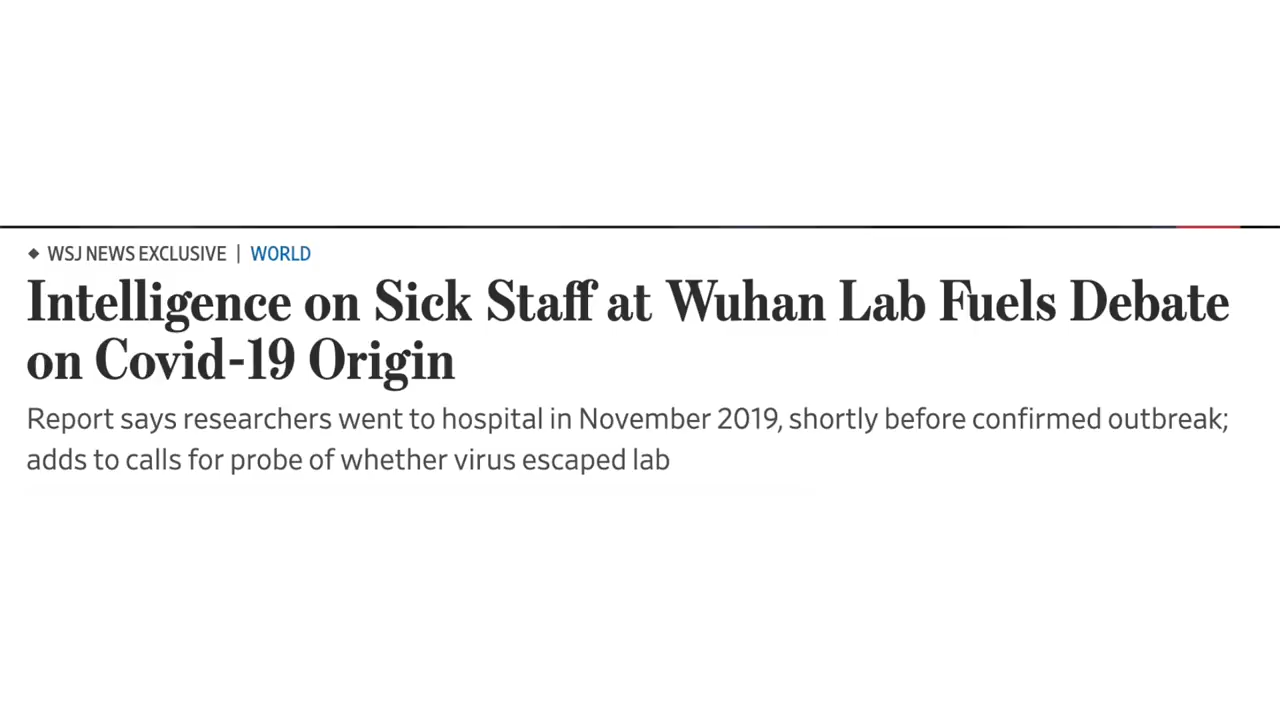 ◆ WSJ NEWS EXCLUSIVE | WORLD
Intelligence on Sick Staff at Wuhan Lab Fuels Debate
on Covid-19 Origin
Report says researchers went to hospital in November 2019, shortly before confirmed outbreak;
adds to calls for probe of whether virus escaped lab